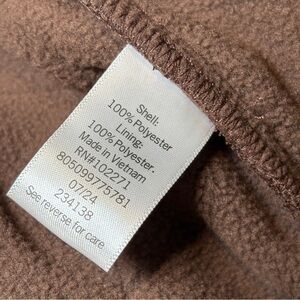 Shell:
100% Polyester
Lining:
100% Polyester.
RN#102271
Made in Vietnam
805099775781
07/24
234138
See reverse for care